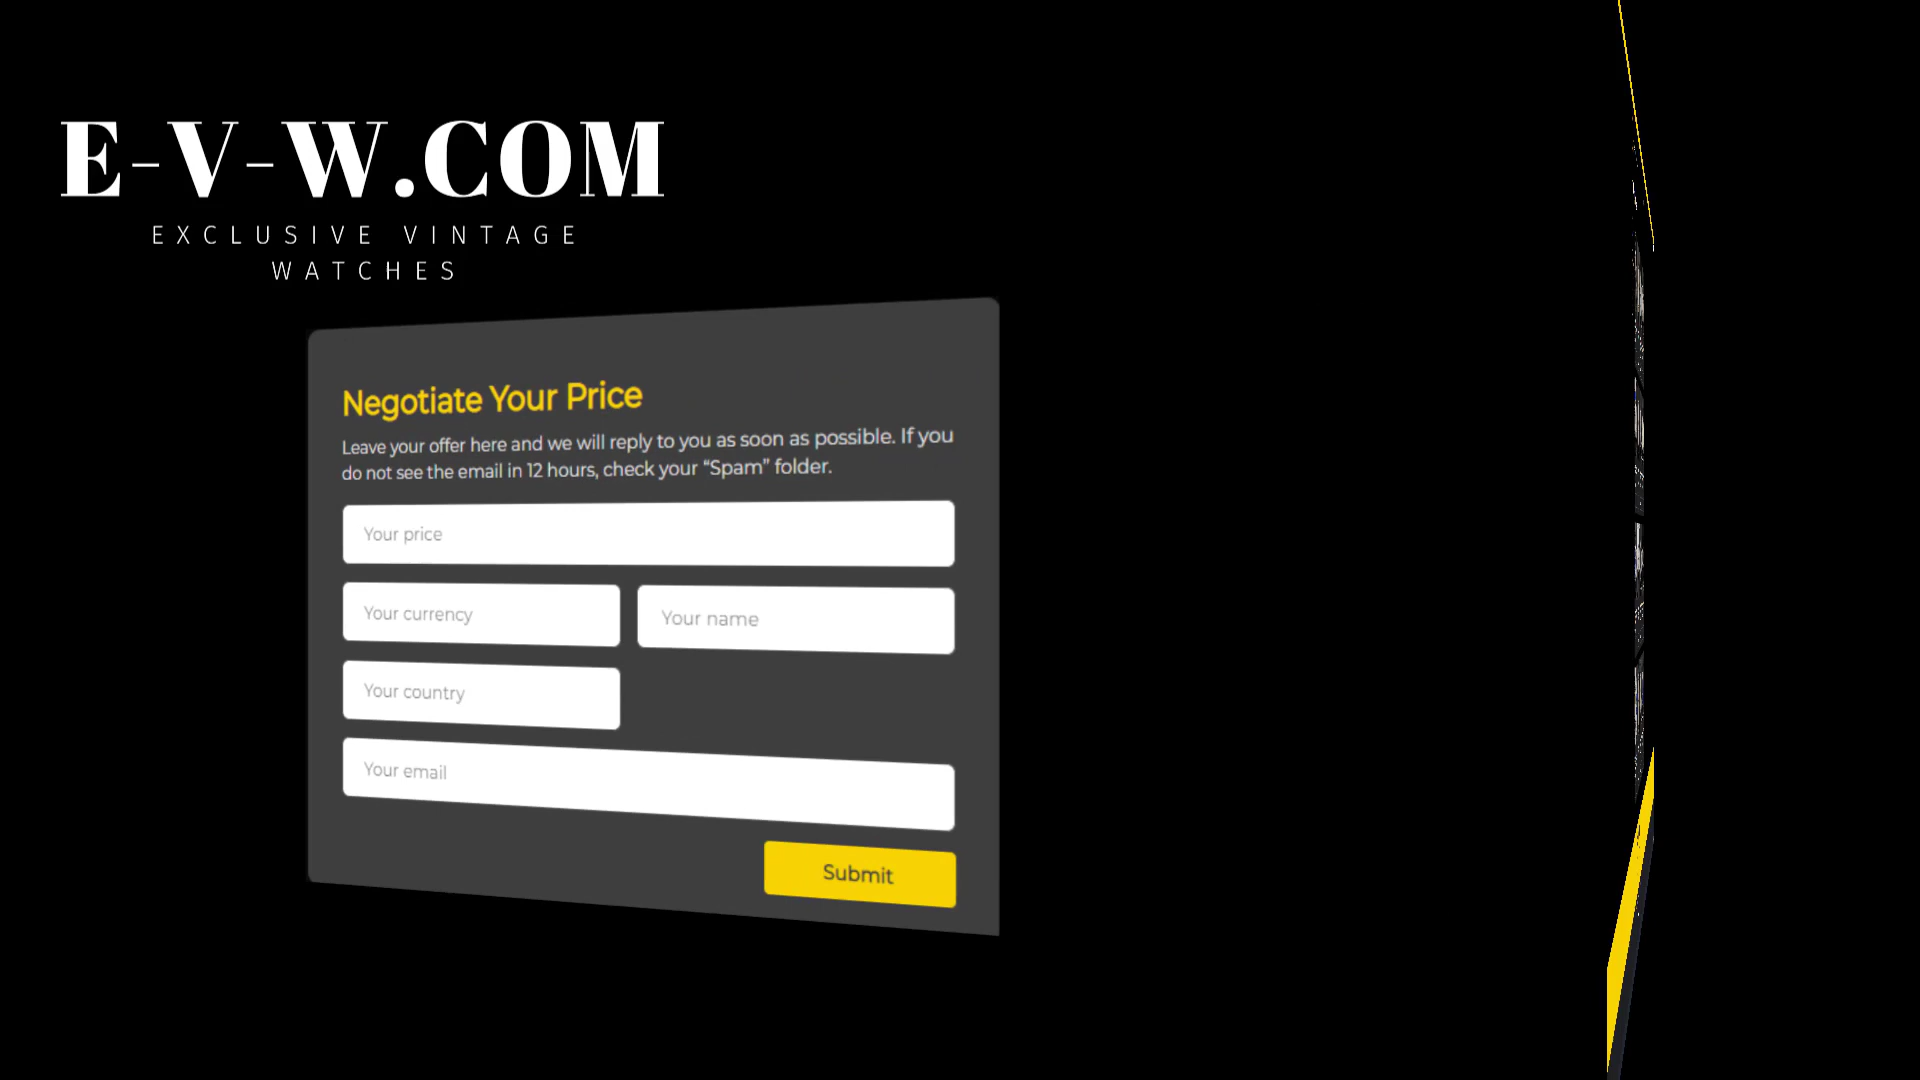 E-V-W.COM
EXCLUSIVE VINTAGE
WATCHES
Negotiate Your Price
Leave your offer here and we will reply to you as soon as possible. If you
do not see the email in 12 hours, check your “Spam” folder.
Your price
Your currency
Your name
Your country
Your email
Submit